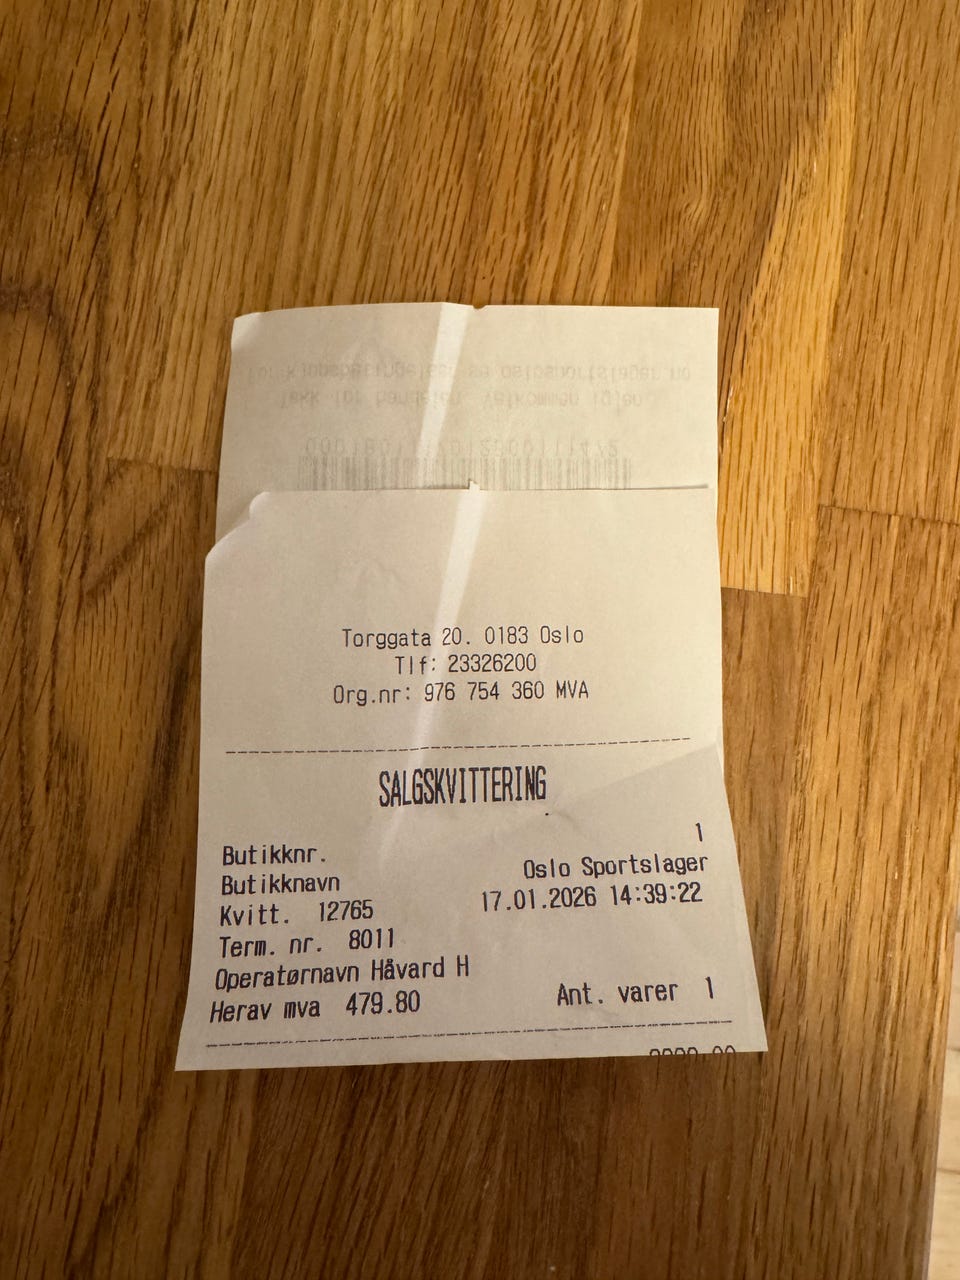 Torggata 20. 0183 Oslo
Tlf: 23326200
Org.nr: 976 754 360 MVA
SALGSKVITTERING
Butikknr. 1
Butikknavn Oslo Sportslager
Kvitt. 12765 17.01.2026 14:39:22
Term. nr. 8011
Operatørnavn Håvard H
Herav mva 479.80 Ant. varer 1